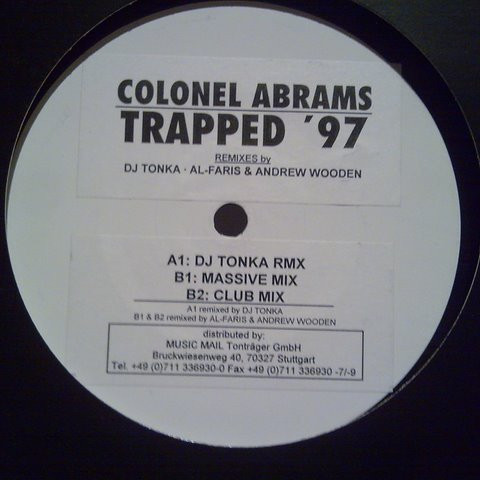 COLONEL ABRAMS
TRAPPED ´97
REMIXES by
DJ TONKA · AL-FARIS & ANDREW WOODEN
A1: DJ TONKA RMX
B1: MASSIVE MIX
B2: CLUB MIX
A1 remixed by DJ TONKA
B1 & B2 remixed by AL-FARIS & ANDREW WOODEN
distributed by:
MUSIC MAIL Tonträger GmbH
Bruckwiesenweg 40, 70327 Stuttgart
Tel. +49 (0)711 336930-0 Fax +49 (0)711 336930 -7/-9